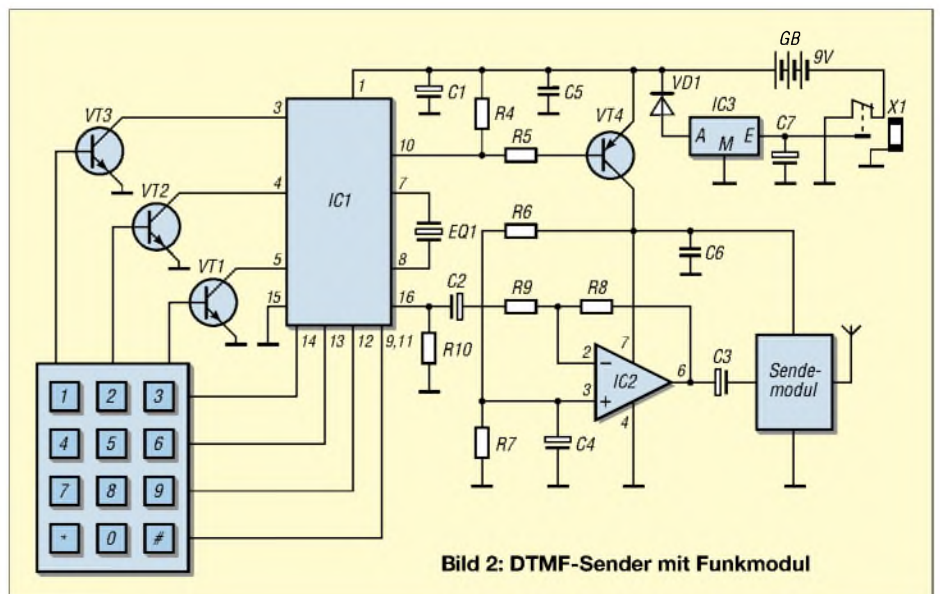 GB
9V
VD1
X1
IC3
C1
C5
C7
VT3
R4
VT4
A M E
1
3
10
R5
VT2
4
7
IC1
R6
EQ1
VT1
5
8
C6
C2
R9
R8
15
16
14
13
12
9,11
R10
7
2
−
IC2
6
C3
Sende-
modul
3
+
4
R7
C4
1 2 3
4 5 6
7 8 9
* 0 #
Bild 2: DTMF-Sender mit Funkmodul